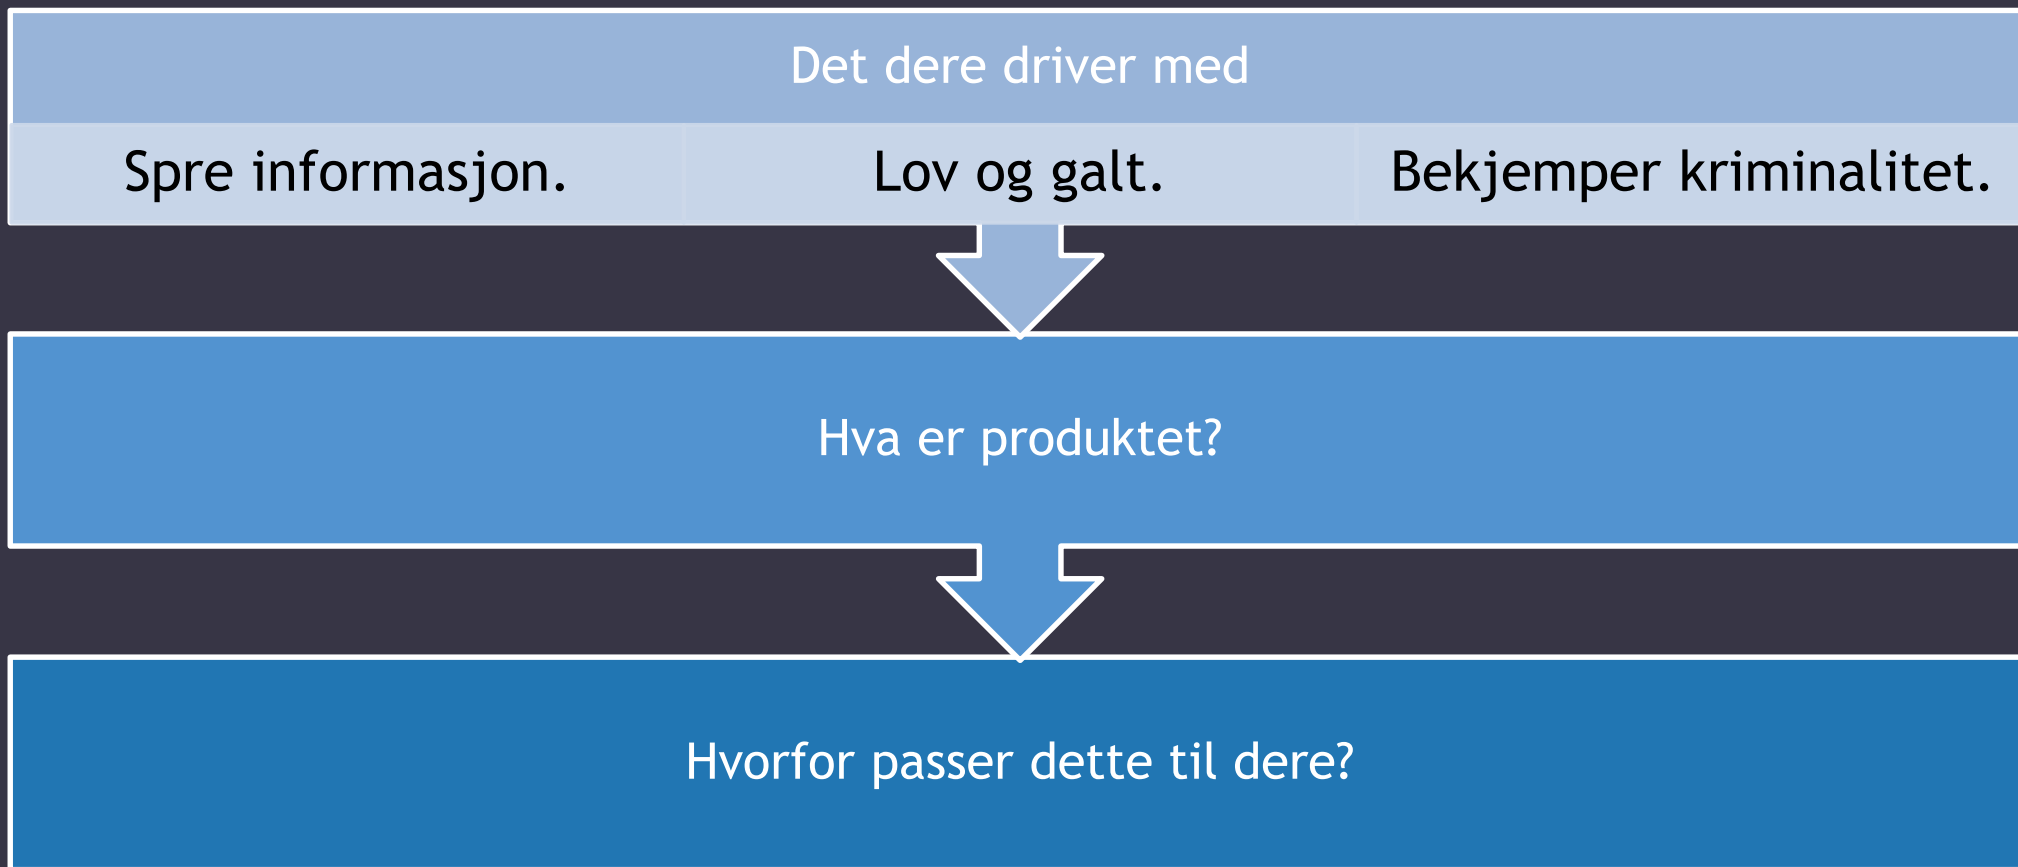 Det dere driver med
Spre informasjon.
Lov og galt.
Bekjemper kriminalitet.
Hva er produktet?
Hvorfor passer dette til dere?